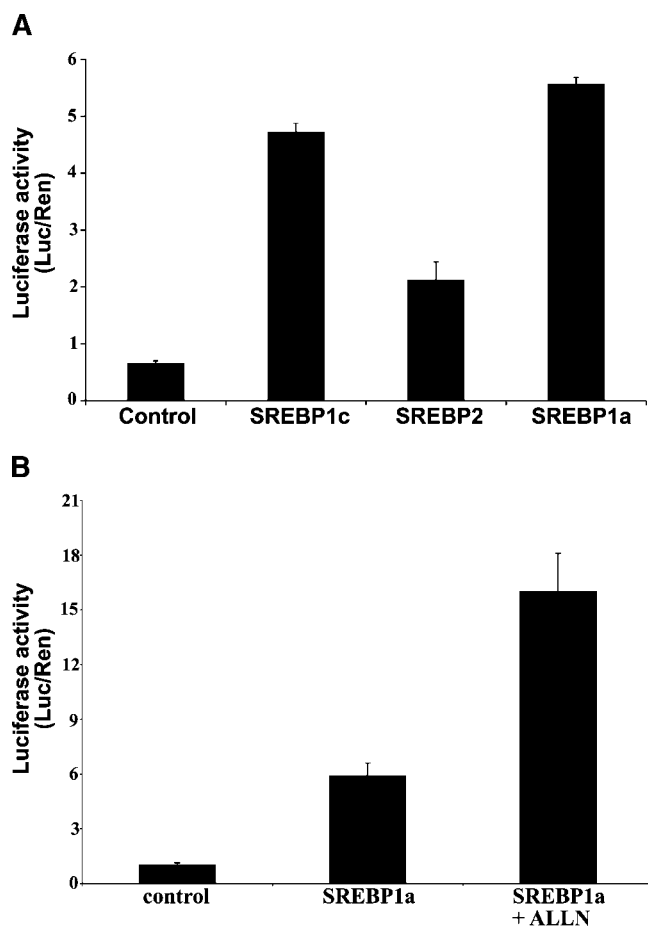 A
Luciferase activity
(Luc/Ren)
6
5
4
3
2
1
0
Control SREBP1c SREBP2 SREBP1a
B
Luciferase activity
(Luc/Ren)
21
18
15
12
9
6
3
0
control SREBP1a SREBP1a
+ ALLN